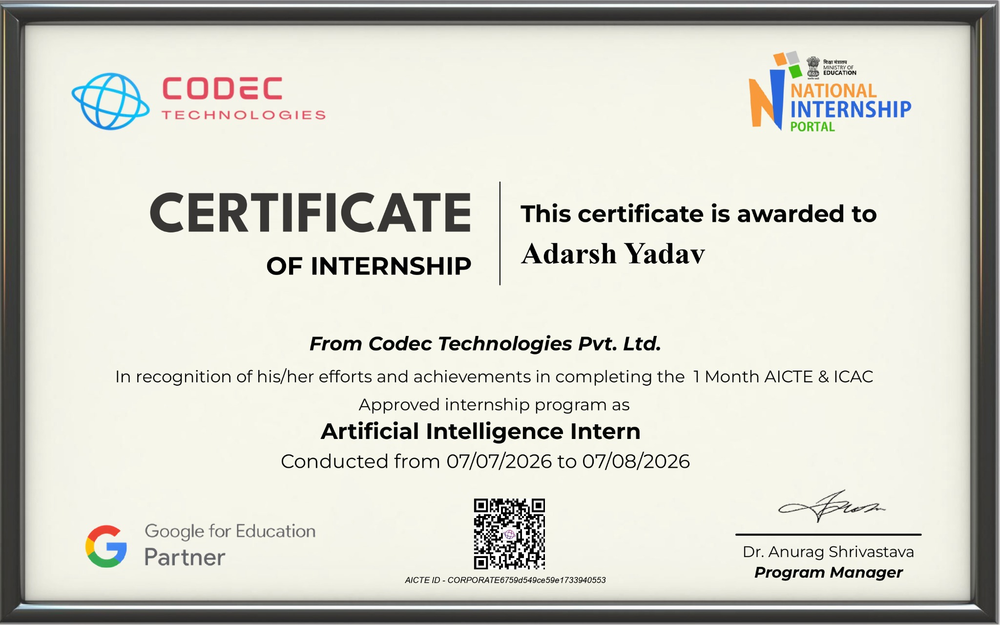 CODEC
TECHNOLOGIES
शिक्षा मंत्रालय
MINISTRY OF
EDUCATION
NATIONAL
INTERNSHIP
PORTAL
CERTIFICATE
OF INTERNSHIP
This certificate is awarded to
Adarsh Yadav
From Codec Technologies Pvt. Ltd.
In recognition of his/her efforts and achievements in completing the 1 Month AICTE & ICAC
Approved internship program as
Artificial Intelligence Intern
Conducted from 07/07/2026 to 07/08/2026
Google for Education
Partner
AICTE ID - CORPORATE6759d549ce59e1733940553
Dr. Anurag Shrivastava
Program Manager